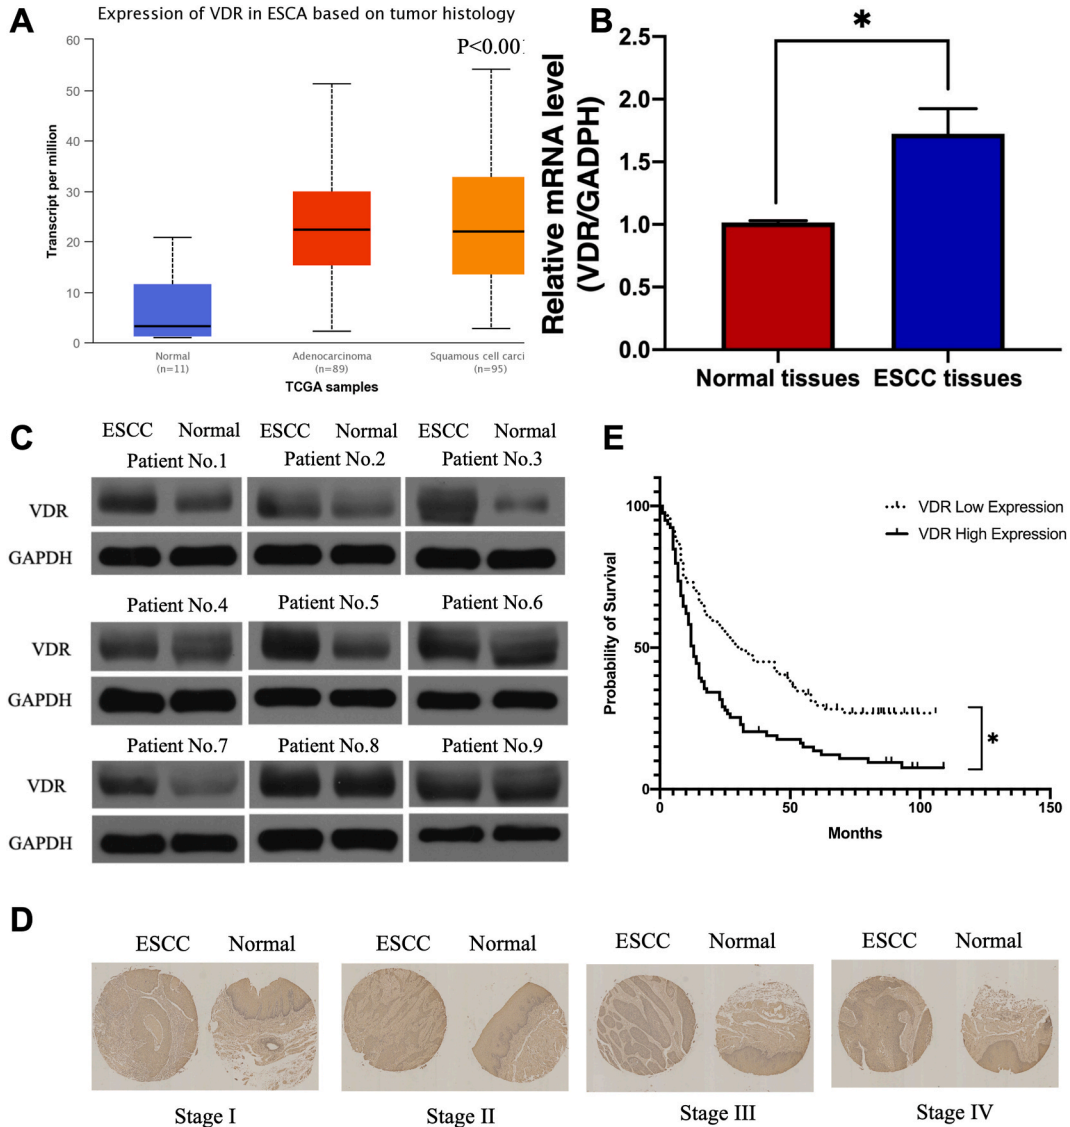 A
Expression of VDR in ESCA based on tumor histology
P<0.00
Transcript per million
60
50
40
30
20
10
0
Normal
(n=11)
Adenocarcinoma
(n=89)
Squamous cell carci
(n=95)
TCGA samples
B
*
Relative mRNA level
(VDR/GADPH)
2.5
2.0
1.5
1.0
0.5
0.0
Normal tissues ESCC tissues
C
ESCC Normal ESCC Normal ESCC Normal
Patient No.1 Patient No.2 Patient No.3
VDR
GAPDH
Patient No.4 Patient No.5 Patient No.6
VDR
GAPDH
Patient No.7 Patient No.8 Patient No.9
VDR
GAPDH
E
VDR Low Expression
VDR High Expression
Probability of Survival
100
50
0
0 50 100 150
Months
*
D
ESCC Normal ESCC Normal ESCC Normal ESCC Normal
Stage I Stage II Stage III Stage IV